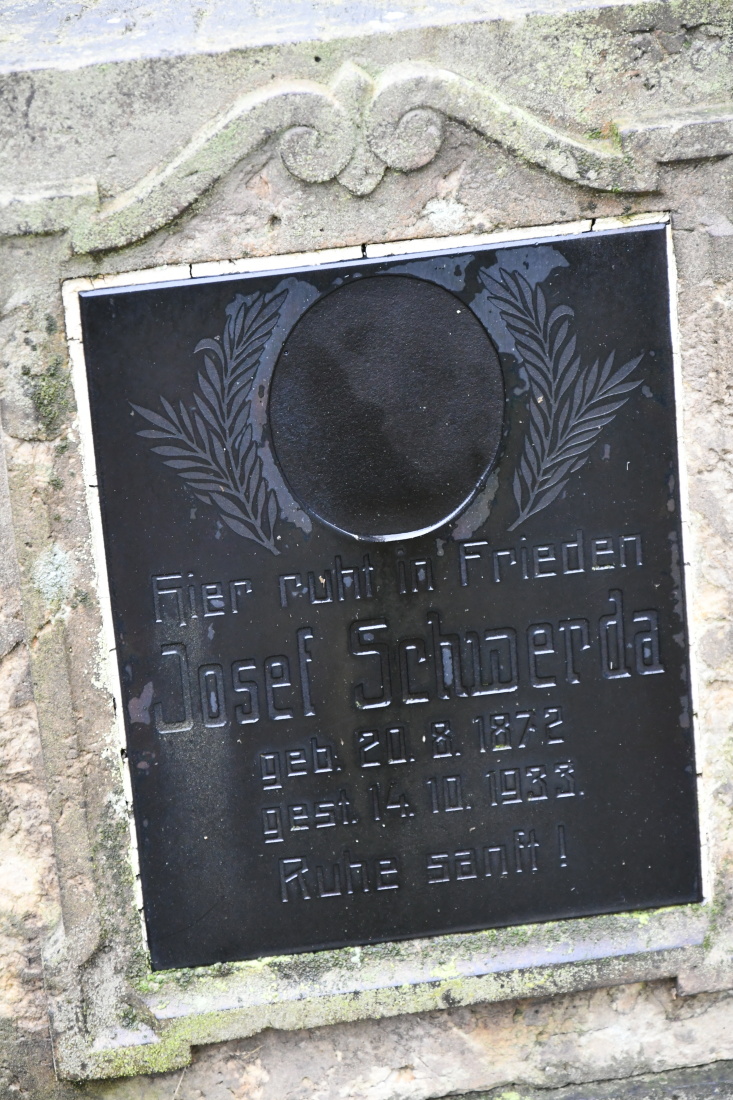 Hier ruht in Frieden
Josef Schwerda
geb. 20. 8. 1872
gest. 14. 10. 1933.
Ruhe sanft!